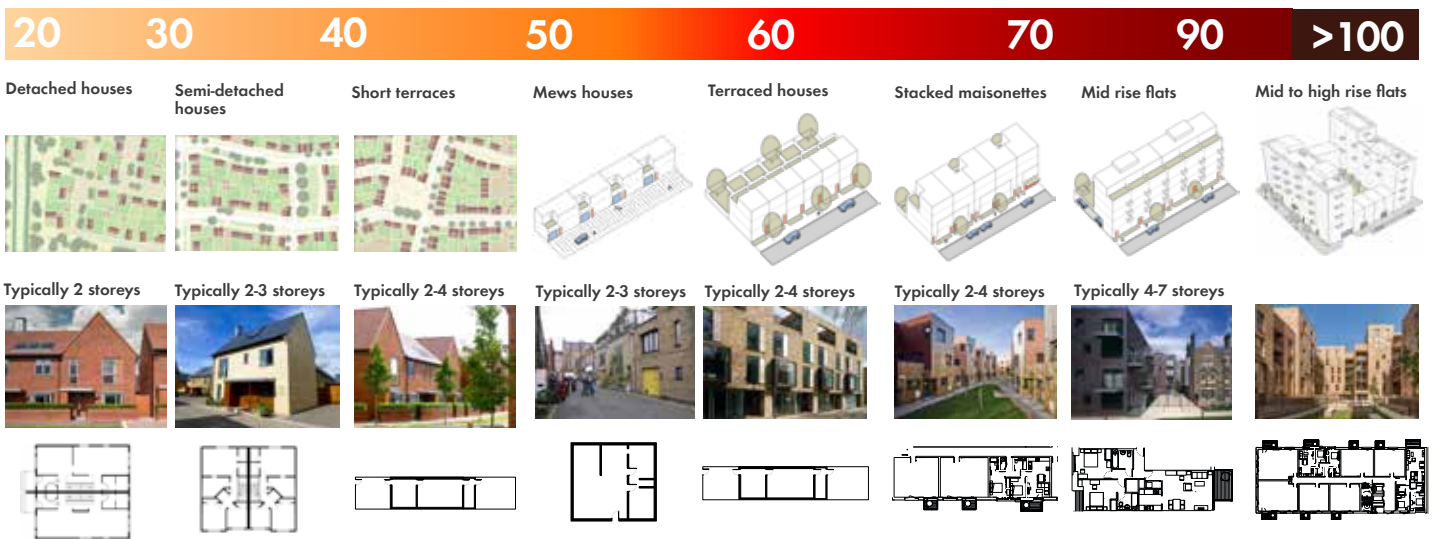 20 30 40 50 60 70 90 >100
Detached houses
Semi-detached
houses
Short terraces
Mews houses
Terraced houses
Stacked maisonettes
Mid rise flats
Mid to high rise flats
Typically 2 storeys
Typically 2-3 storeys
Typically 2-4 storeys
Typically 2-3 storeys
Typically 2-4 storeys
Typically 2-4 storeys
Typically 4-7 storeys